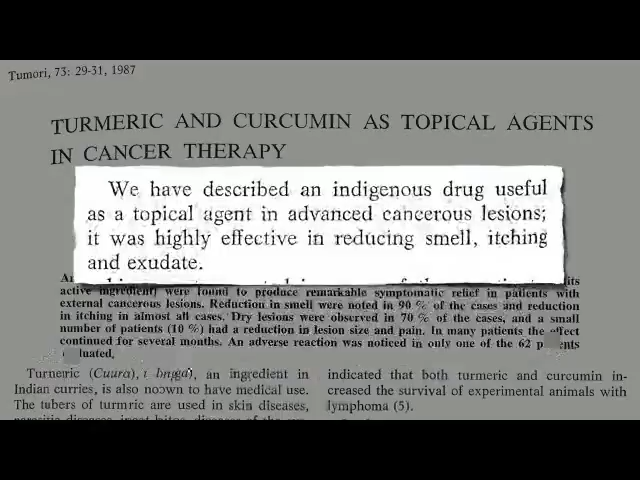 Tumori, 73: 29-31, 1987
TURMERIC AND CURCUMIN AS TOPICAL AGENTS
IN CANCER THERAPY
We have described an indigenous drug useful
as a topical agent in advanced cancerous lesions;
it was highly effective in reducing smell, itching
and exudate.
its
active were found to produce remarkable symptomatic relief in patients with
external cancerous lesions. Reduction in smell were noted in 90 % of the cases and reduction
in itching in almost all cases. Dry lesions were observed in 70 % of the cases, and a small
number of patients (10 %) had a reduction in lesion size and pain. In many patients the effect
continued for several months. An adverse reaction was noticed in only one of the 62
Turmeric an ingredient in
Indian curries, is also to have medical use.
The tubers of turmric are used in skin diseases,
indicated that both turmeric and curcumin in-
creased the survival of experimental animals with
lymphoma (5).